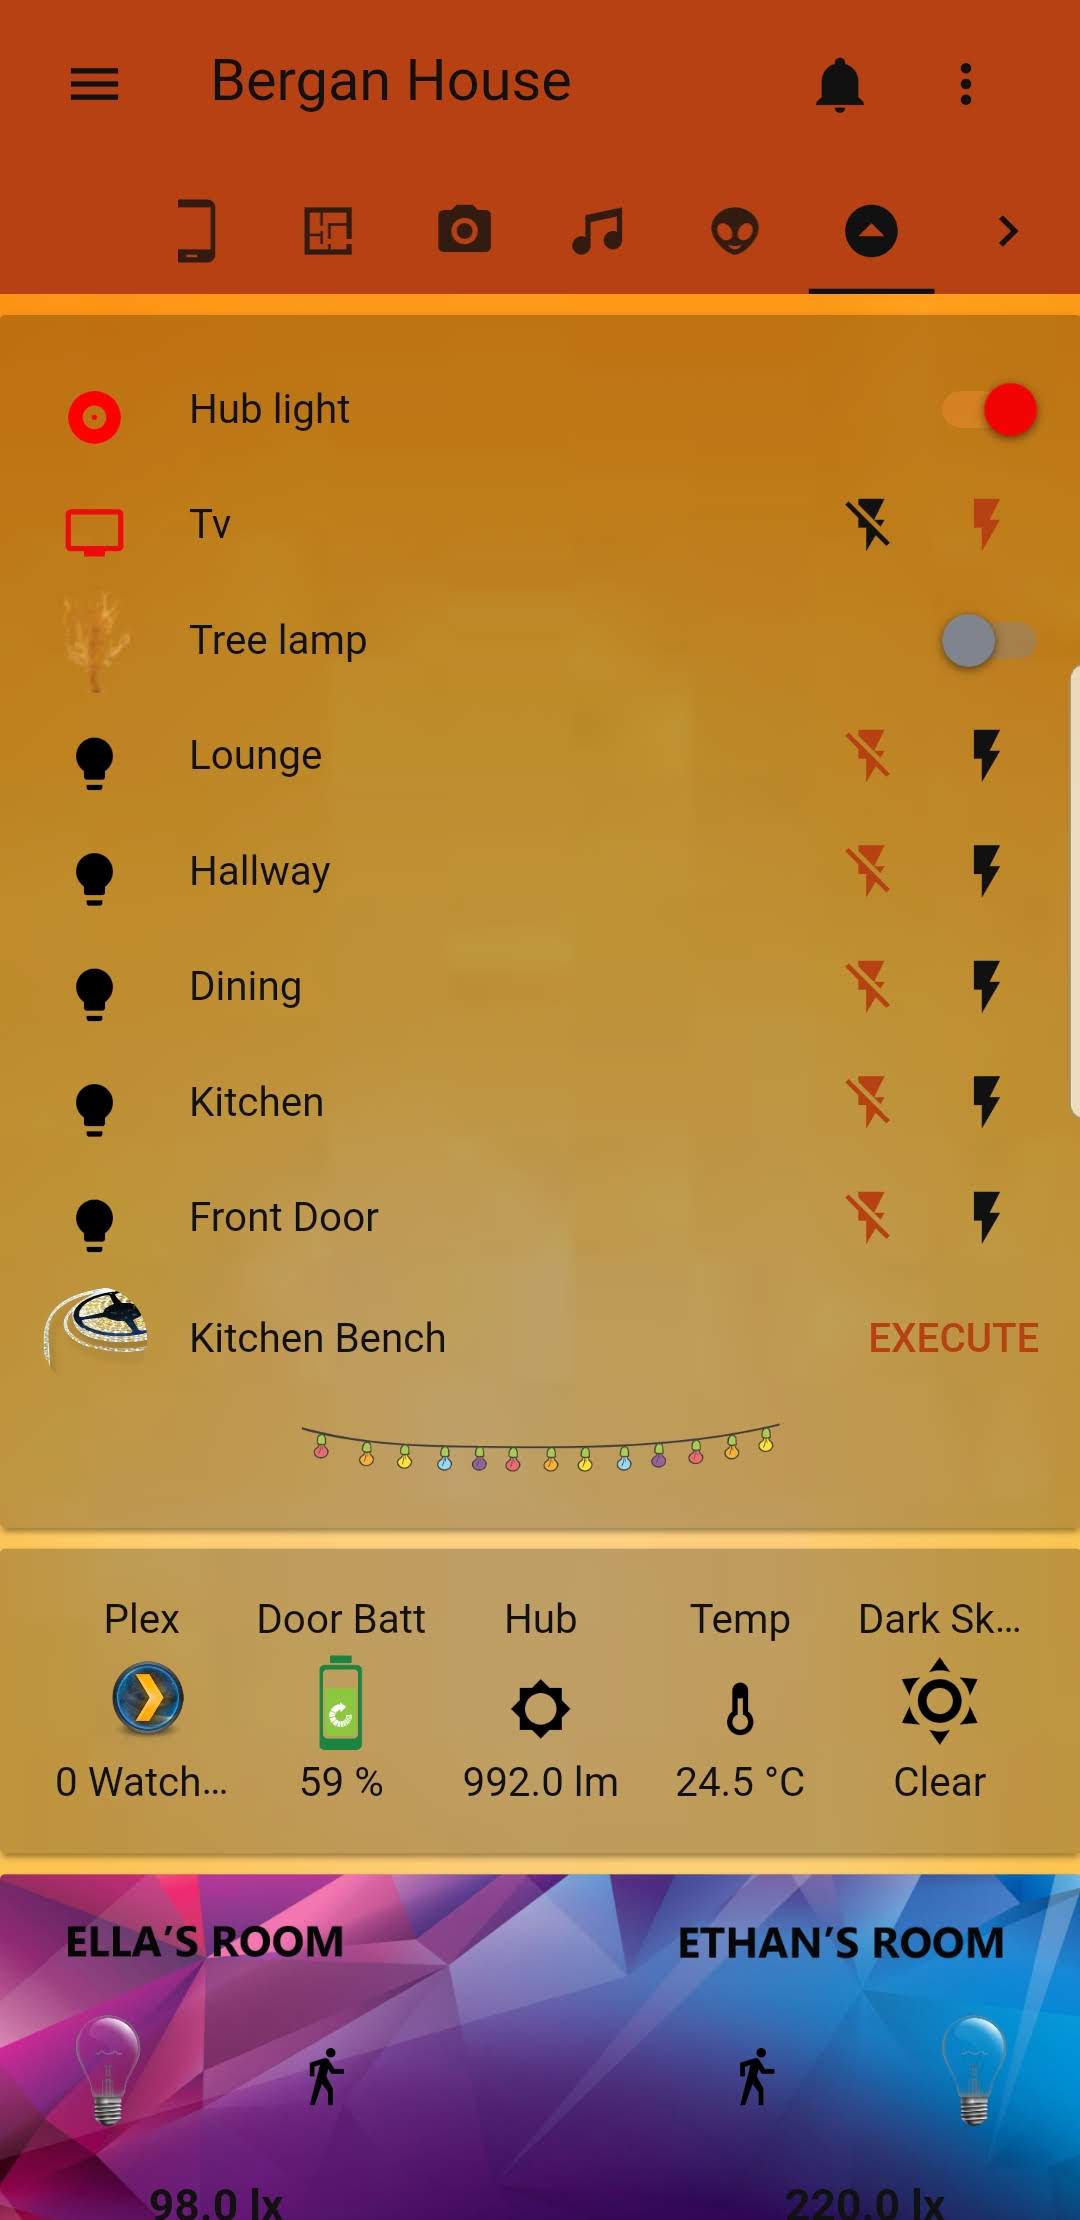 Bergan House
Hub light
Tv
Tree lamp
Lounge
Hallway
Dining
Kitchen
Front Door
Kitchen Bench EXECUTE
Plex Door Batt Hub Temp Dark Sk...
0 Watch... 59 % 992.0 lm 24.5 °C Clear
ELLA'S ROOM ETHAN'S ROOM
98.0 lx 220.0 lx